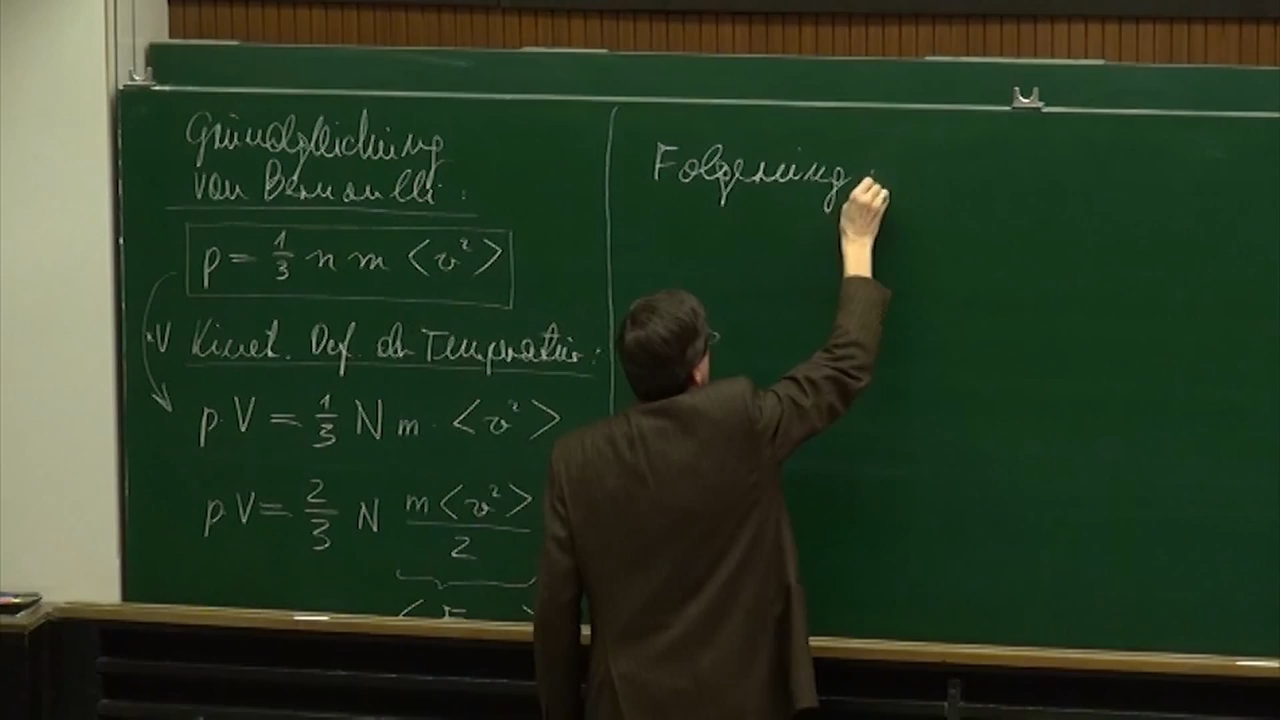 Grundgleichung
von Bernoulli:
p = 1/3 n m <v²>
·V
Kinet. Def. der Temperatur:
p·V = 1/3 N m · <v²>
pV = 2/3 N m<v²>/2
Folgerung